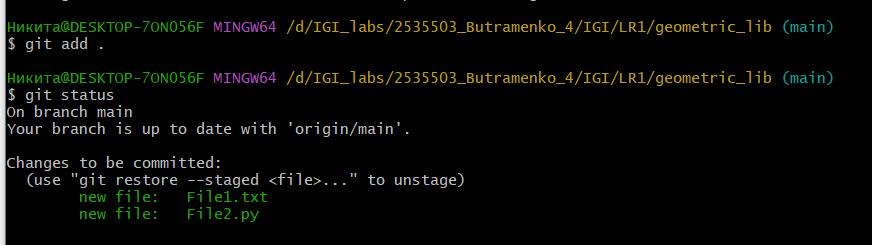 Никита@DESKTOP-7ONO56F MINGW64 /d/IGI_labs/2535503_Butramenko_4/IGI/LR1/geometric_lib (main)
$ git add .
Никита@DESKTOP-7ONO56F MINGW64 /d/IGI_labs/2535503_Butramenko_4/IGI/LR1/geometric_lib (main)
$ git status
On branch main
Your branch is up to date with 'origin/main'.
Changes to be committed:
(use "git restore --staged <file>..." to unstage)
new file: File1.txt
new file: File2.py